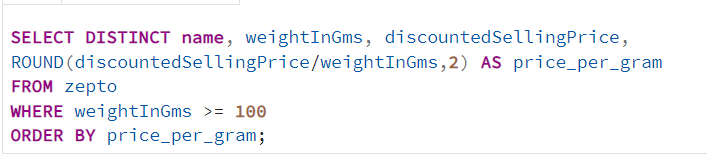 SELECT DISTINCT name, weightInGms, discountedSellingPrice,
ROUND(discountedSellingPrice/weightInGms,2) AS price_per_gram
FROM zepto
WHERE weightInGms >= 100
ORDER BY price_per_gram;